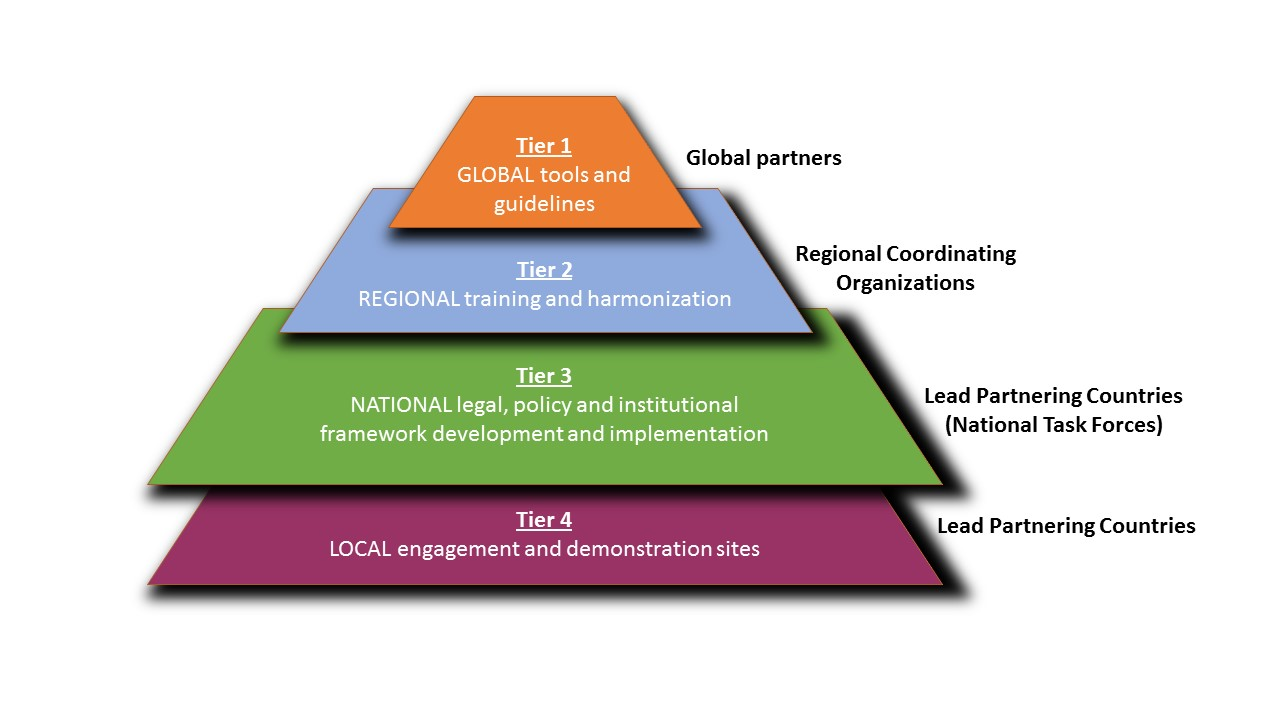 Tier 1
GLOBAL tools and
guidelines
Global partners
Tier 2
REGIONAL training and harmonization
Regional Coordinating
Organizations
Tier 3
NATIONAL legal, policy and institutional
framework development and implementation
Lead Partnering Countries
(National Task Forces)
Tier 4
LOCAL engagement and demonstration sites
Lead Partnering Countries